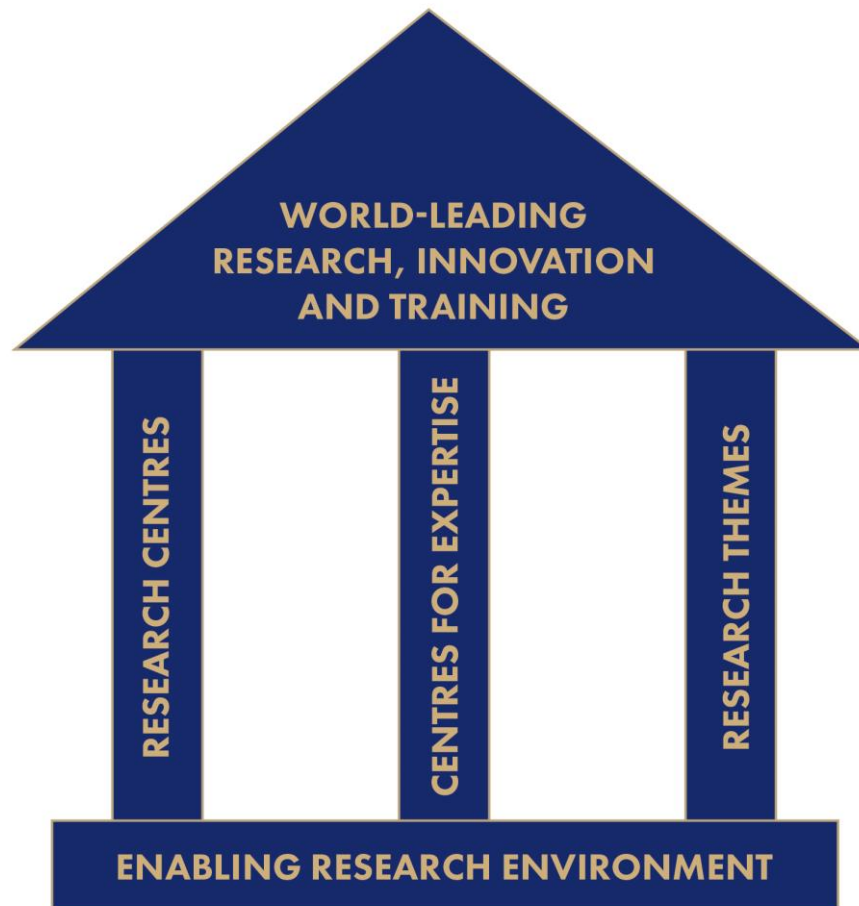 WORLD-LEADING
RESEARCH, INNOVATION
AND TRAINING
RESEARCH CENTRES
CENTRES FOR EXPERTISE
RESEARCH THEMES
ENABLING RESEARCH ENVIRONMENT